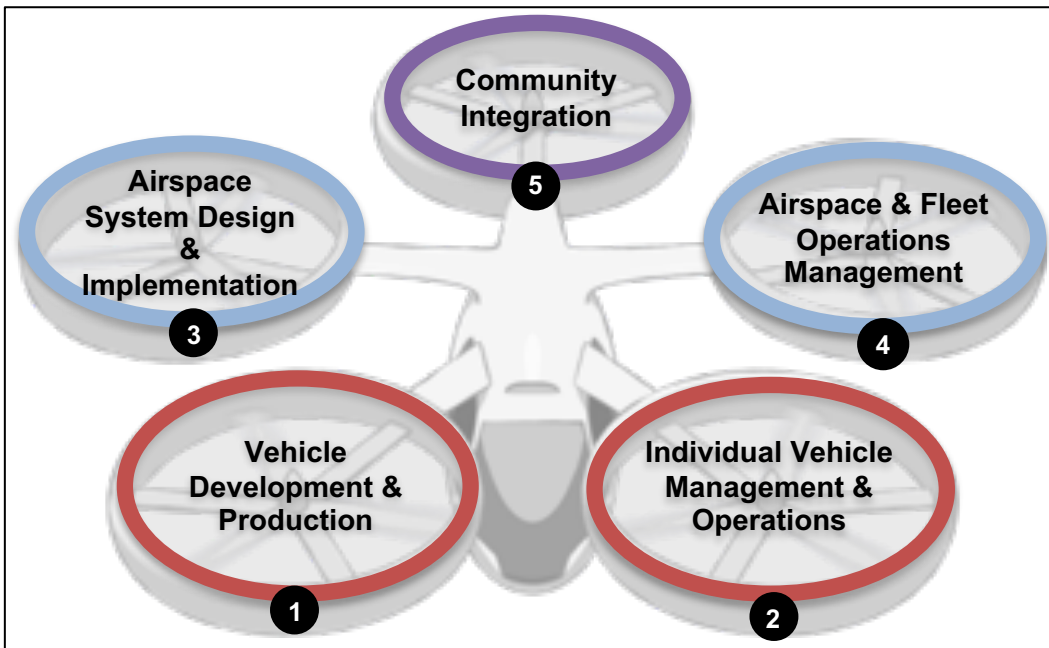 Community
Integration
5
Airspace
System Design
&
Implementation
3
Airspace & Fleet
Operations
Management
4
Vehicle
Development &
Production
1
Individual Vehicle
Management &
Operations
2